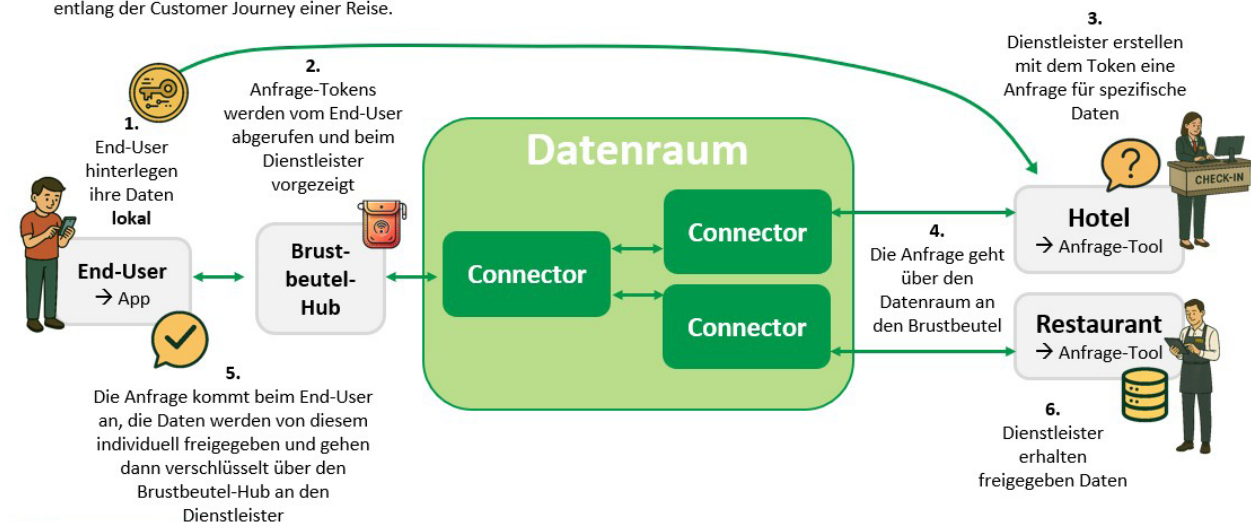 entlang der Customer Journey einer Reise.
1.
End-User
hinterlegen
ihre Daten
lokal
2.
Anfrage-Tokens
werden vom End-User
abgerufen und beim
Dienstleister
vorgezeigt
3.
Dienstleister erstellen
mit dem Token eine
Anfrage für spezifische
Daten
CHECK-IN
Datenraum
End-User
→ App
Brust-
beutel-
Hub
Connector
Connector
Connector
4.
Die Anfrage geht
über den
Datenraum an
den Brustbeutel
Hotel
→ Anfrage-Tool
Restaurant
→ Anfrage-Tool
5.
Die Anfrage kommt beim End-User
an, die Daten werden von diesem
individuell freigegeben und gehen
dann verschlüsselt über den
Brustbeutel-Hub an den
Dienstleister
6.
Dienstleister
erhalten
freigegeben Daten